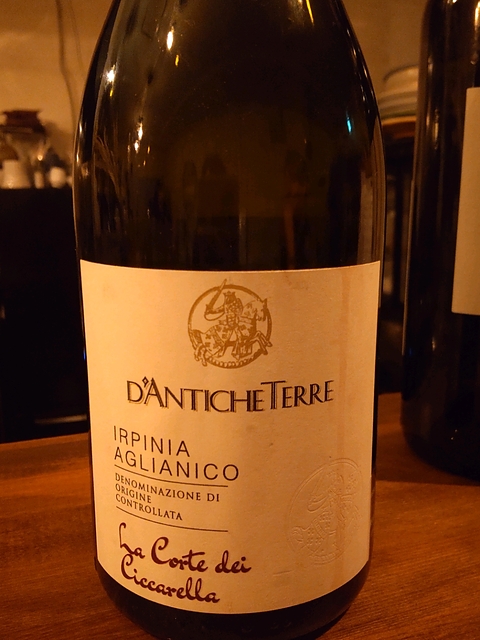 D'ANTICHE TERRE
IRPINIA
AGLIANICO
DENOMINAZIONE DI
ORIGINE
CONTROLLATA
La Corte dei
Ciccarella